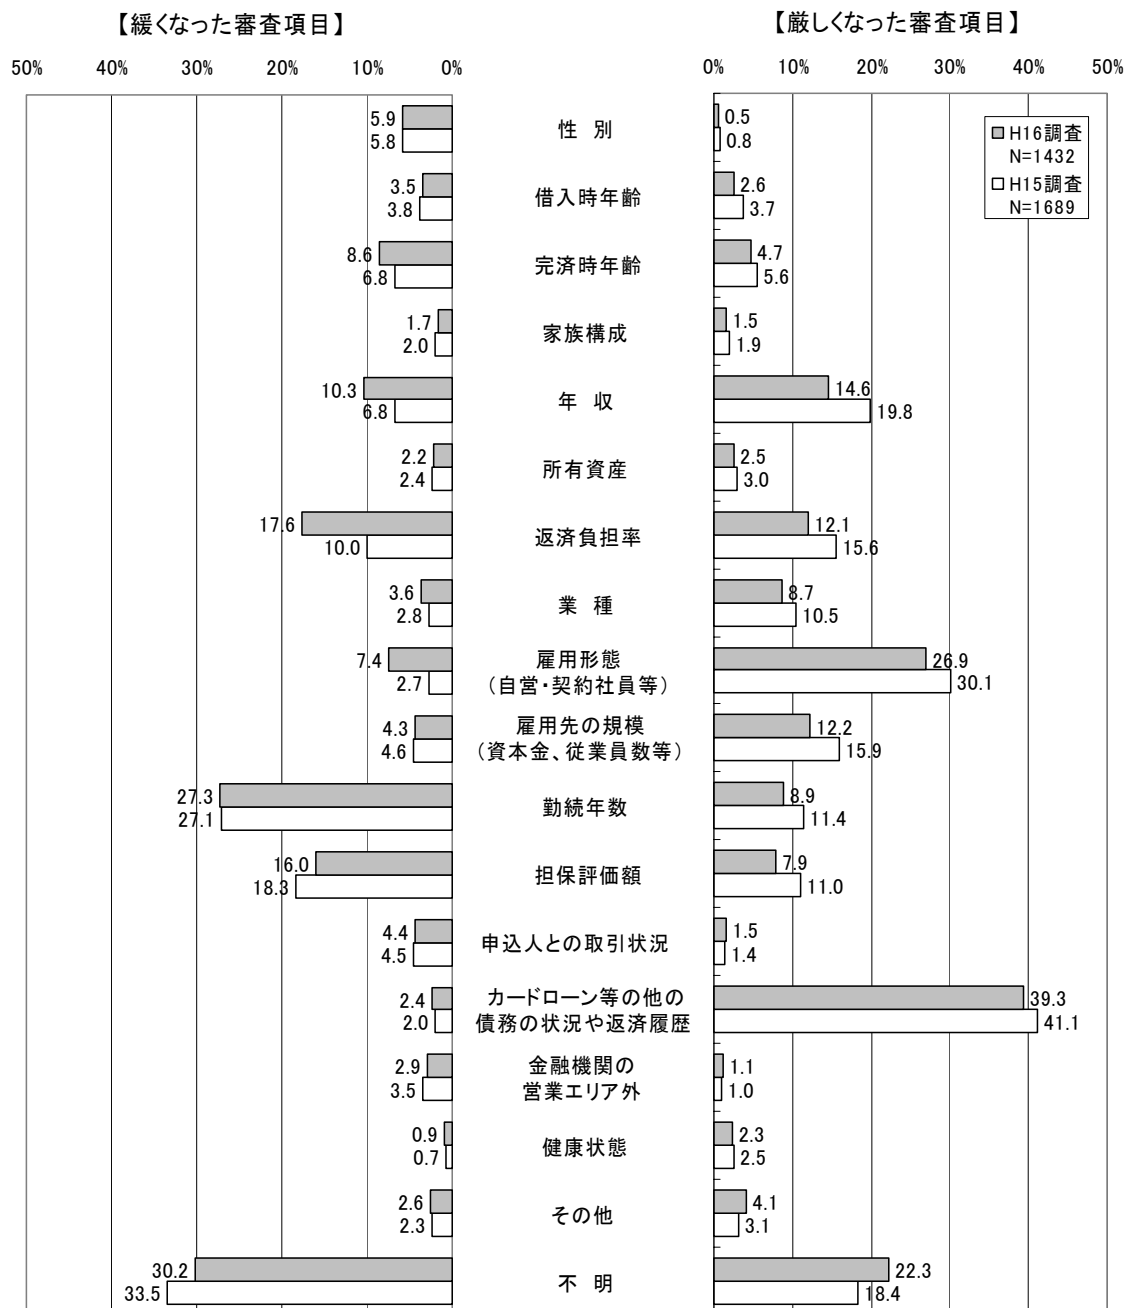 【緩くなった審査項目】 【厳しくなった審査項目】
50% 40% 30% 20% 10% 0% 0% 10% 20% 30% 40% 50%
H16調査
N=1432
H15調査
N=1689
5.9 性 別 0.5
5.8 0.8
3.5 借入時年齢 2.6
3.8 3.7
8.6 完済時年齢 4.7
6.8 5.6
1.7 家族構成 1.5
2.0 1.9
10.3 年 収 14.6
6.8 19.8
2.2 所有資産 2.5
2.4 3.0
17.6 返済負担率 12.1
10.0 15.6
3.6 業 種 8.7
2.8 10.5
7.4 雇用形態 26.9
2.7 （自営・契約社員等） 30.1
4.3 雇用先の規模 12.2
4.6 （資本金、従業員数等） 15.9
27.3 勤続年数 8.9
27.1 11.4
16.0 担保評価額 7.9
18.3 11.0
4.4 申込人との取引状況 1.5
4.5 1.4
2.4 カードローン等の他の 39.3
2.0 債務の状況や返済履歴 41.1
2.9 金融機関の 1.1
3.5 営業エリア外 1.0
0.9 健康状態 2.3
0.7 2.5
2.6 その他 4.1
2.3 3.1
30.2 不 明 22.3
33.5 18.4